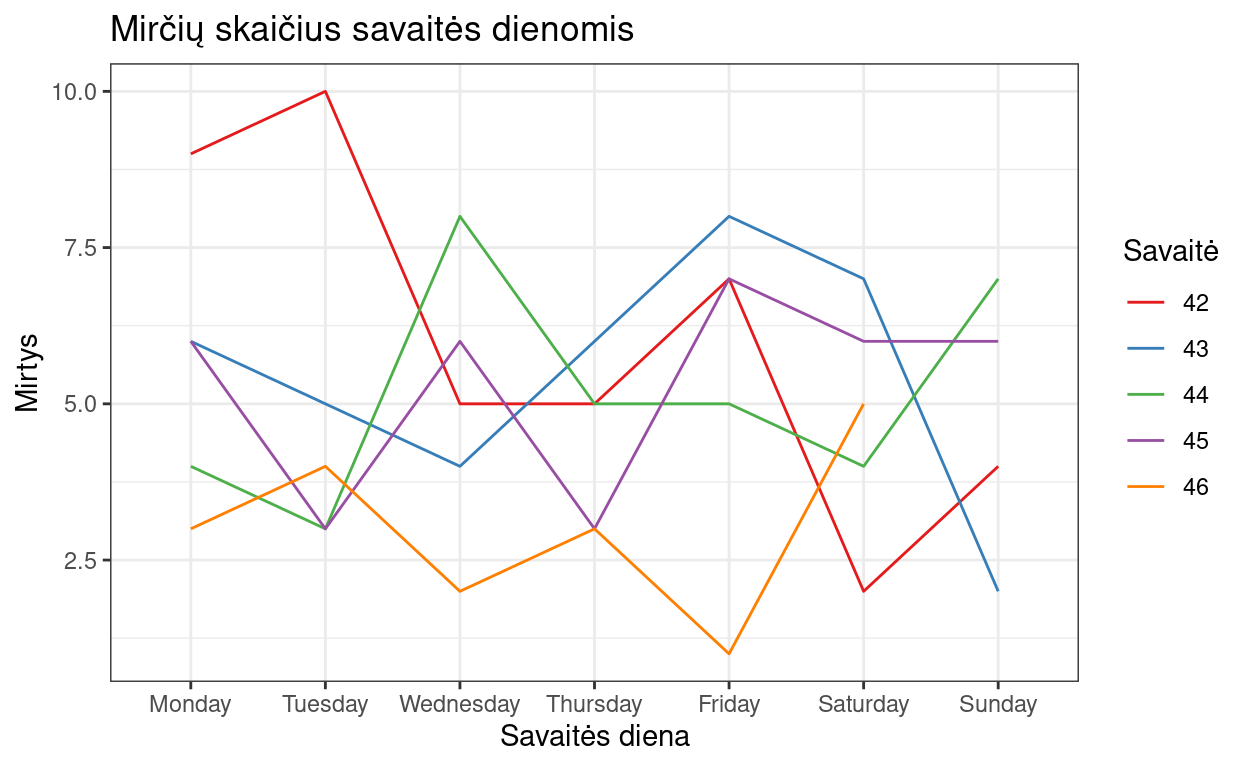 Mirčių skaičius savaitės dienomis
10.0
7.5
5.0
2.5
Mirtys
Monday Tuesday Wednesday Thursday Friday Saturday Sunday
Savaitės diena
Savaitė
42
43
44
45
46